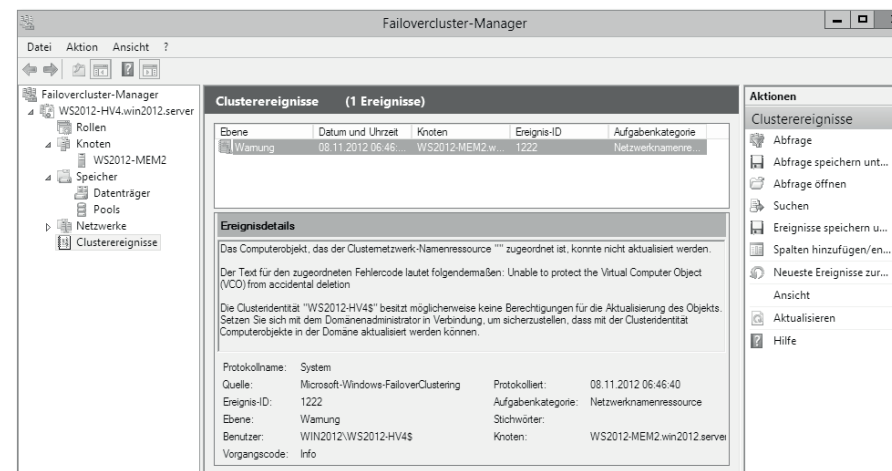 Failovercluster-Manager
Datei Aktion Ansicht ?
Failovercluster-Manager
WS2012-HV4.win2012.server
Rollen
Knoten
WS2012-MEM2
Speicher
Datenträger
Pools
Netzwerke
Clusterereignisse
Clusterereignisse (1 Ereignisse)
Ebene Datum und Uhrzeit Knoten Ereignis-ID Aufgabenkategorie
Warnung 08.11.2012 06:46:... WS2012-MEM2.w... 1222 Netzwerknamenre...
Ereignisdetails
Das Computerobjekt, das der Clusternetzwerk-Namenressource "" zugeordnet ist, konnte nicht aktualisiert werden.
Der Text für den zugeordneten Fehlercode lautet folgendermaßen: Unable to protect the Virtual Computer Object
(VCO) from accidental deletion
Die Clusteridentität "WS2012-HV4$" besitzt möglicherweise keine Berechtigungen für die Aktualisierung des Objekts.
Setzen Sie sich mit dem Domänenadministrator in Verbindung, um sicherzustellen, dass mit der Clusteridentität
Computerobjekte in der Domäne aktualisiert werden können.
Protokollname: System
Quelle: Microsoft-Windows-FailoverClustering Protokolliert: 08.11.2012 06:46:40
Ereignis-ID: 1222 Aufgabenkategorie: Netzwerknamenressource
Ebene: Warnung Stichwörter:
Benutzer: WIN2012\WS2012-HV4$ Knoten: WS2012-MEM2.win2012.server
Vorgangscode: Info
Aktionen
Clusterereignisse
Abfrage
Abfrage speichern unt...
Abfrage öffnen
Suchen
Ereignisse speichern u...
Spalten hinzufügen/en...
Neueste Ereignisse zur...
Ansicht
Aktualisieren
Hilfe